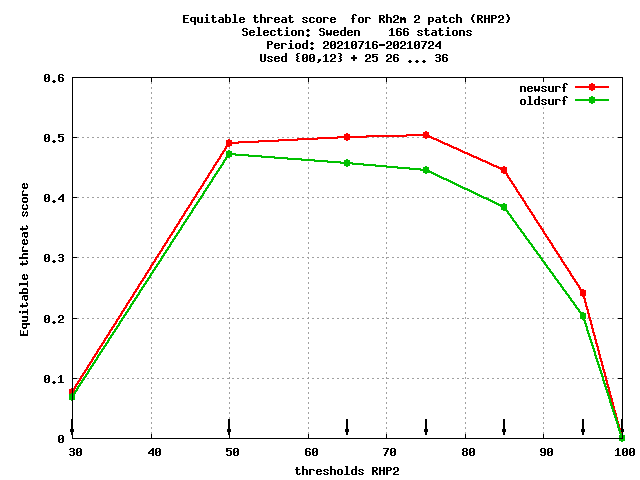 Equitable threat score  for Rh2m 2 patch (RHP2)
Selection: Sweden    166 stations
Period: 20210716-20210724
Used {00,12} + 25 26 ... 36
newsurf
oldsurf
0.6
0.5
0.4
0.3
0.2
0.1
0
Equitable threat score
30 40 50 60 70 80 90 100
thresholds RHP2